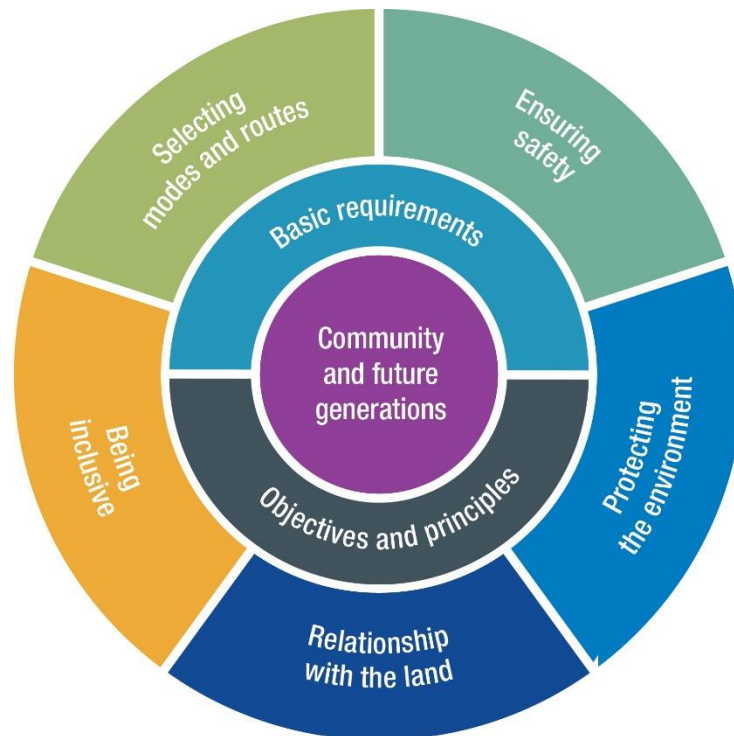 Selecting
modes and routes
Ensuring
safety
Basic requirements
Community
and future
generations
Being
inclusive
Protecting
the environment
Objectives and principles
Relationship
with the land